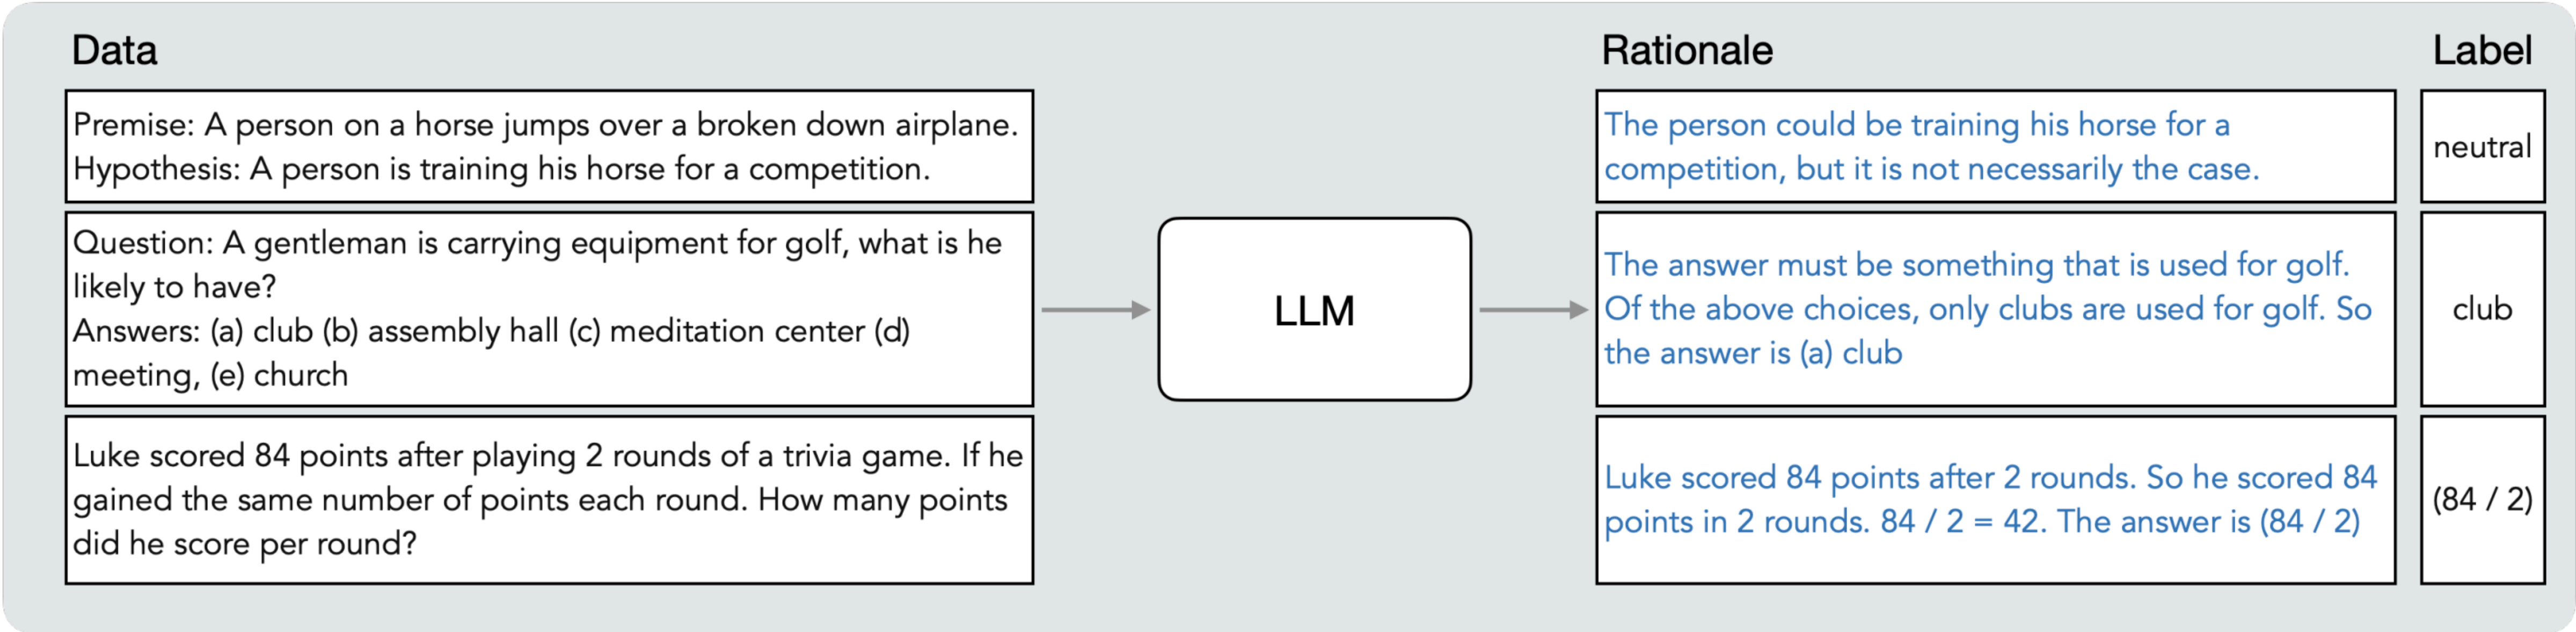 Data
Premise: A person on a horse jumps over a broken down airplane.
Hypothesis: A person is training his horse for a competition.
Question: A gentleman is carrying equipment for golf, what is he
likely to have?
Answers: (a) club (b) assembly hall (c) meditation center (d)
meeting, (e) church
Luke scored 84 points after playing 2 rounds of a trivia game. If he
gained the same number of points each round. How many points
did he score per round?
LLM
Rationale
The person could be training his horse for a
competition, but it is not necessarily the case.
The answer must be something that is used for golf.
Of the above choices, only clubs are used for golf. So
the answer is (a) club
Luke scored 84 points after 2 rounds. So he scored 84
points in 2 rounds. 84 / 2 = 42. The answer is (84 / 2)
Label
neutral
club
(84 / 2)